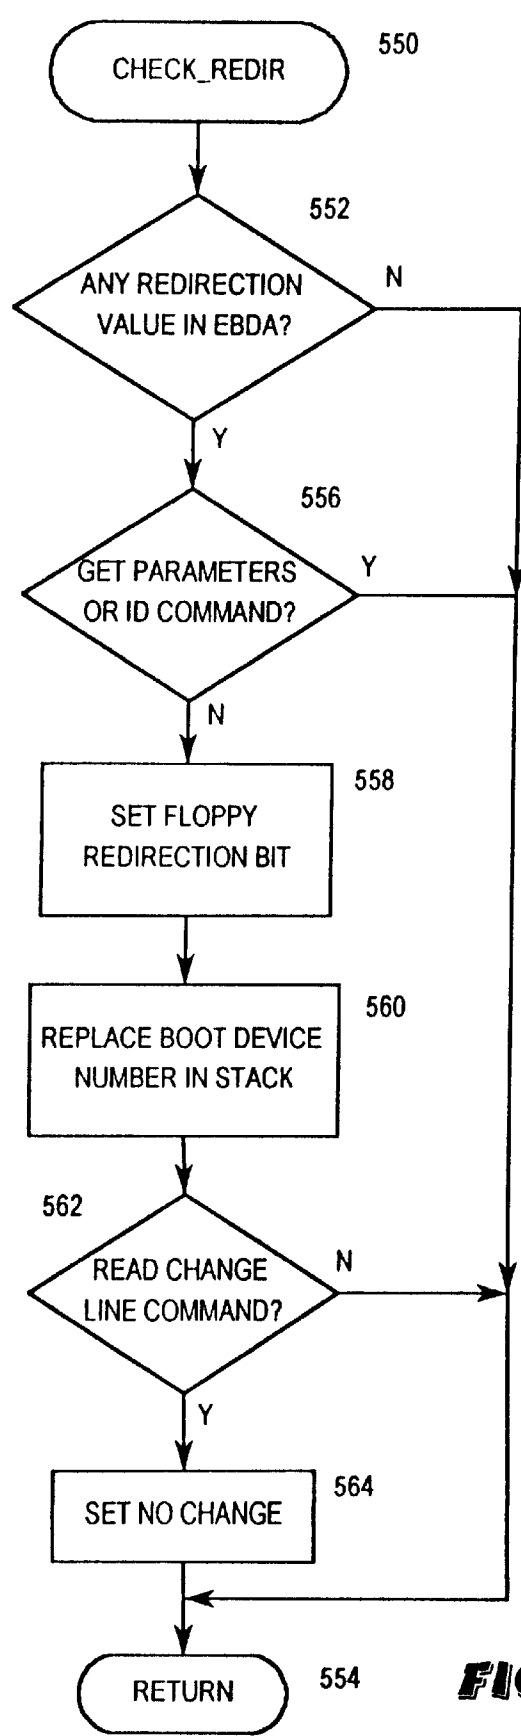 CHECK_REDIR
550
552
ANY REDIRECTION
VALUE IN EBDA?
N
Y
556
GET PARAMETERS
OR ID COMMAND?
Y
N
558
SET FLOPPY
REDIRECTION BIT
560
REPLACE BOOT DEVICE
NUMBER IN STACK
562
READ CHANGE
LINE COMMAND?
N
Y
564
SET NO CHANGE
RETURN
554